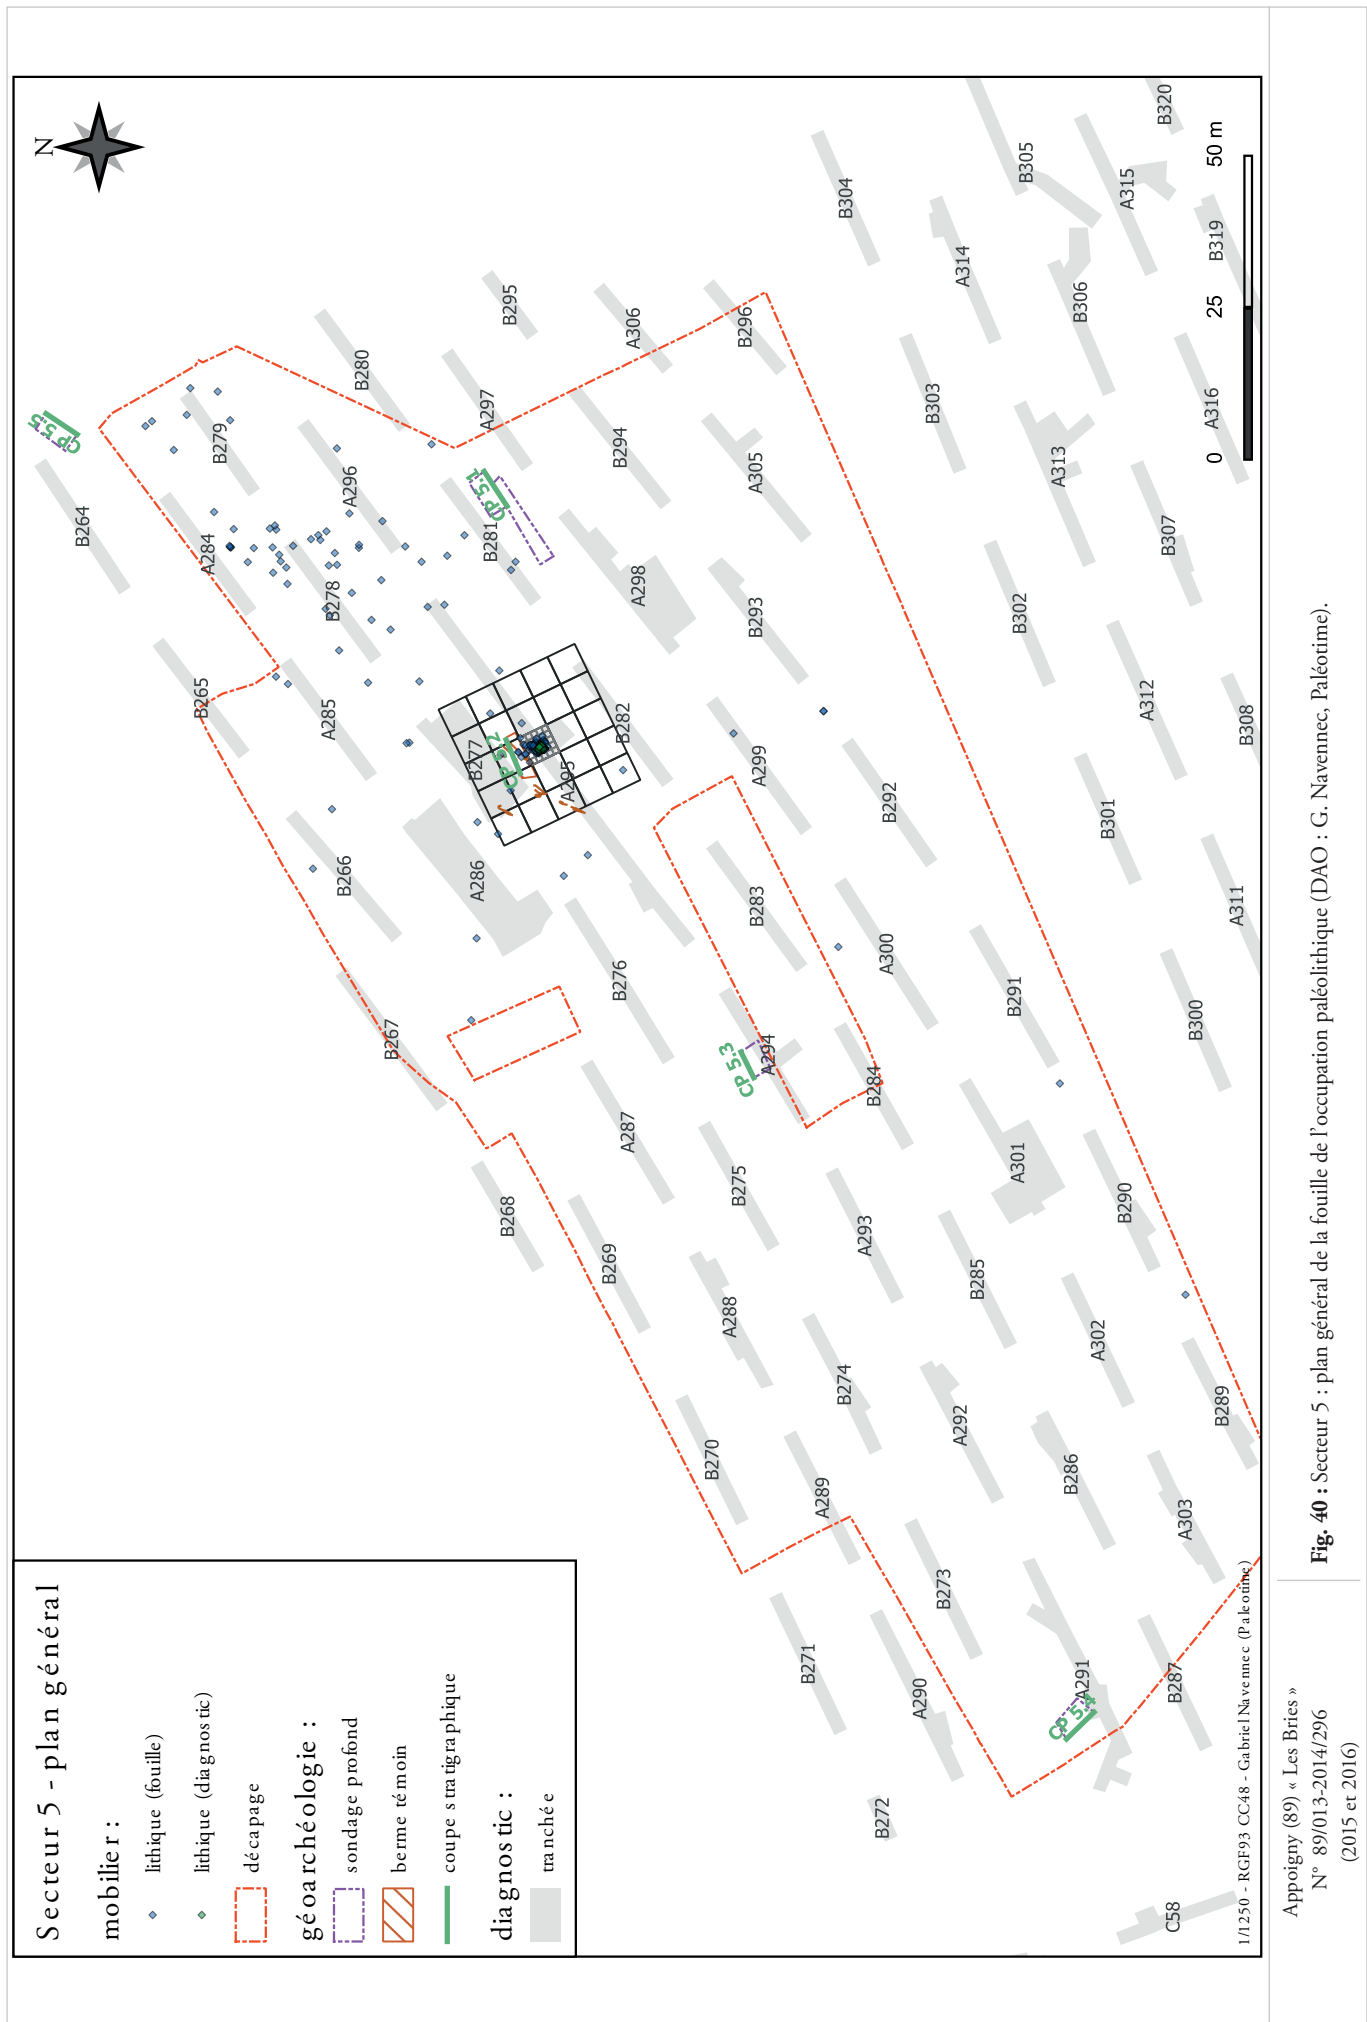 Secteur 5 - plan général
mobilier :
lithique (fouille)
lithique (diagnostic)
décapage
géoarchéologie :
sondage profond
berme témoin
coupe stratigraphique
diagnostic :
tranchée
N
CP 5.5
B264
B265
A284
B279
B280
A296
B278
A285
B266
B267
B295
A297
B281
CP 5.1
B277
CP 5.2
A295
A286
B268
A306
B294
A298
B282
B276
A287
B269
B296
A305
B293
A299
B283
CP 5.3
A294
B275
A288
B270
B304
B292
A300
B284
A293
B274
A289
B271
B272
A314
B303
B291
B285
A292
B273
A290
B305
B302
A301
B306
A313
B301
A302
B286
A291
CP 5.4
B320
A315
B307
A312
B300
B290
A303
B287
C58
B319
A316
B308
A311
B289
0
25
50 m
1/1250 - RGF93 CC48 - Gabriel Navennec (Paleotime)
Appoigny (89) « Les Bries »
N° 89/013-2014/296
(2015 et 2016)
Fig. 40 : Secteur 5 : plan général de la fouille de l’occupation paléolithique (DAO : G. Navennec, Paléotime).